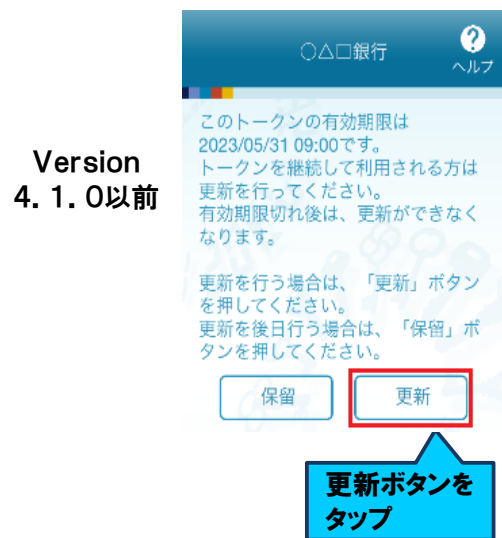 ○△□銀行
?
ヘルプ
Version
4.1.0以前
このトークンの有効期限は
2023/05/31 09:00です。
トークンを継続して利用される方は
更新を行ってください。
有効期限切れ後は、更新ができなく
なります。
更新を行う場合は、「更新」ボタン
を押してください。
更新を後日行う場合は、「保留」ボ
タンを押してください。
保留
更新
更新ボタンを
タップ